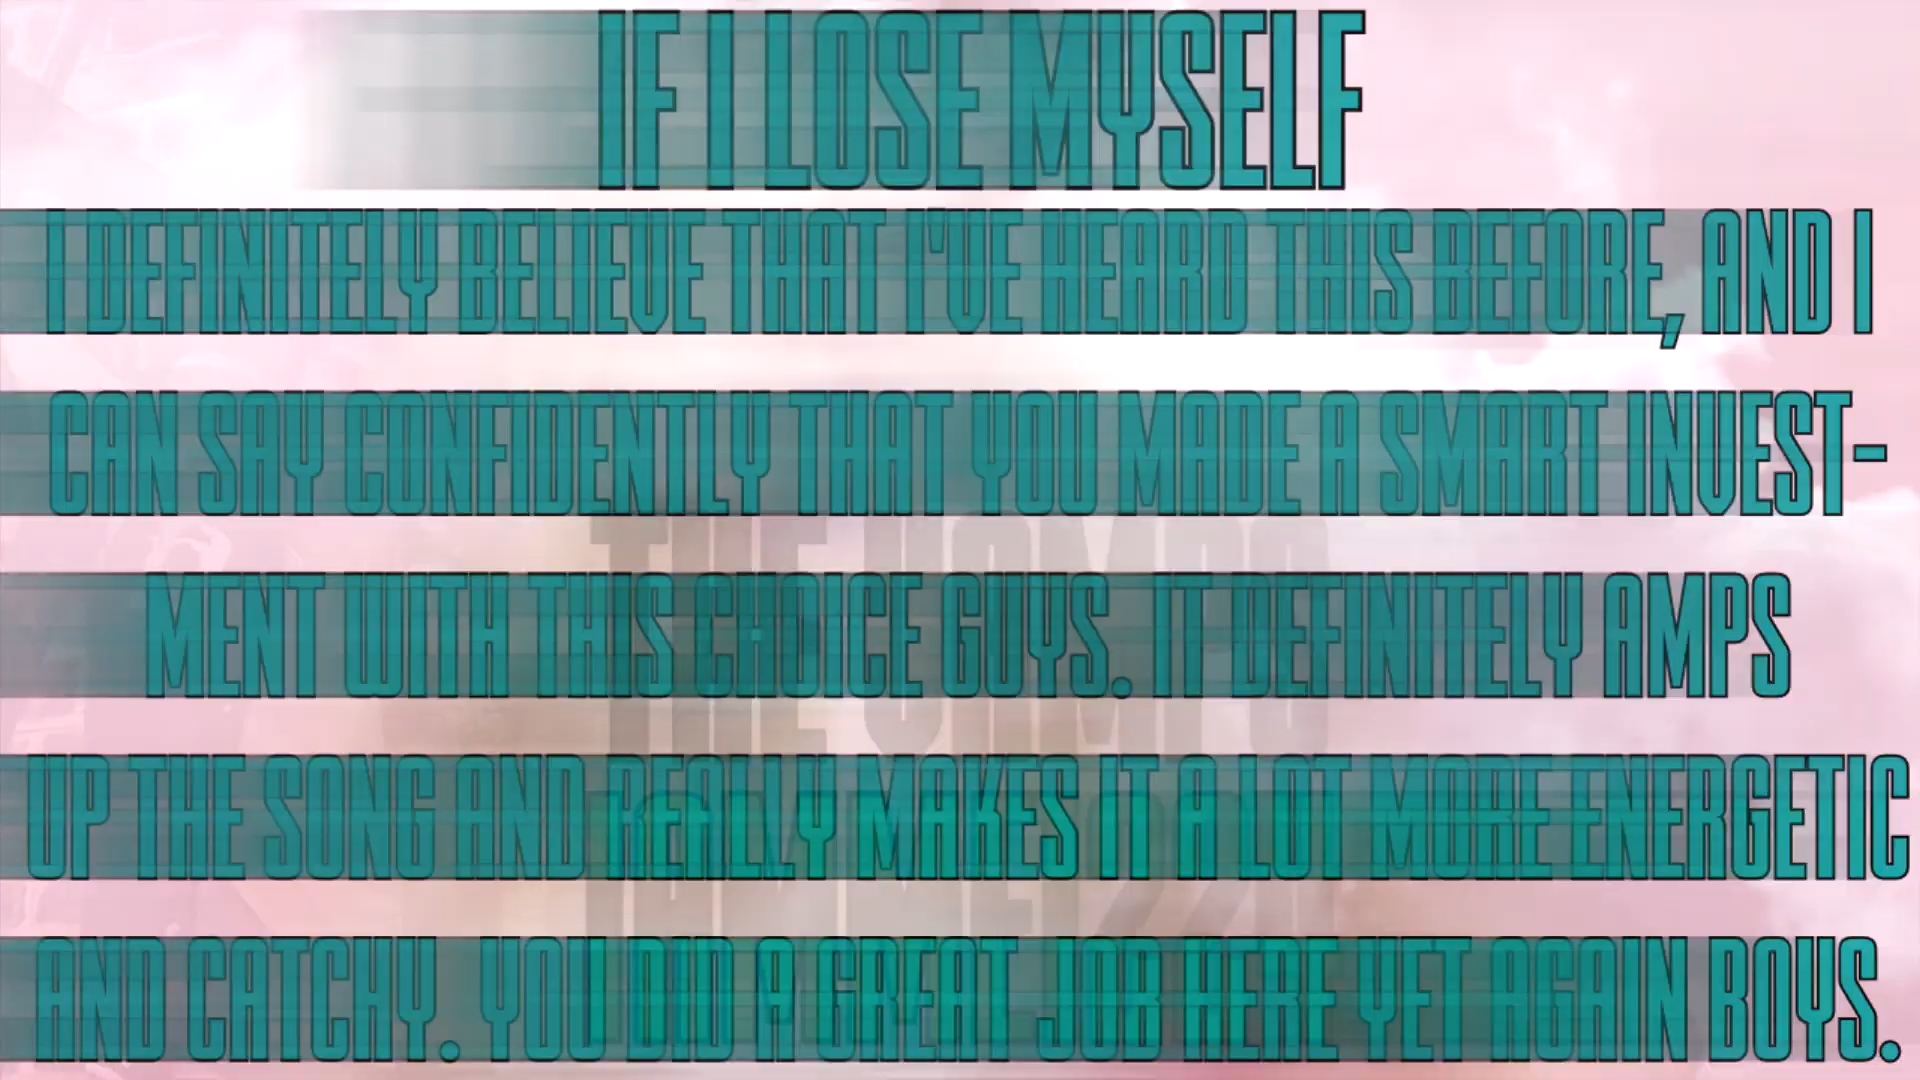 IF I LOSE MYSELF
I DEFINITELY BELIEVE THAT I'VE HEARD THIS BEFORE, AND I
CAN SAY CONFIDENTLY THAT YOU MADE A SMART INVEST-
MENT WITH THIS CHOICE GUYS. IT DEFINITELY AMPS
THE VAMPS
UP THE SONG AND REALLY MAKES IT A LOT MORE ENERGETIC
AND CATCHY. YOU DID A GREAT JOB HERE YET AGAIN BOYS.